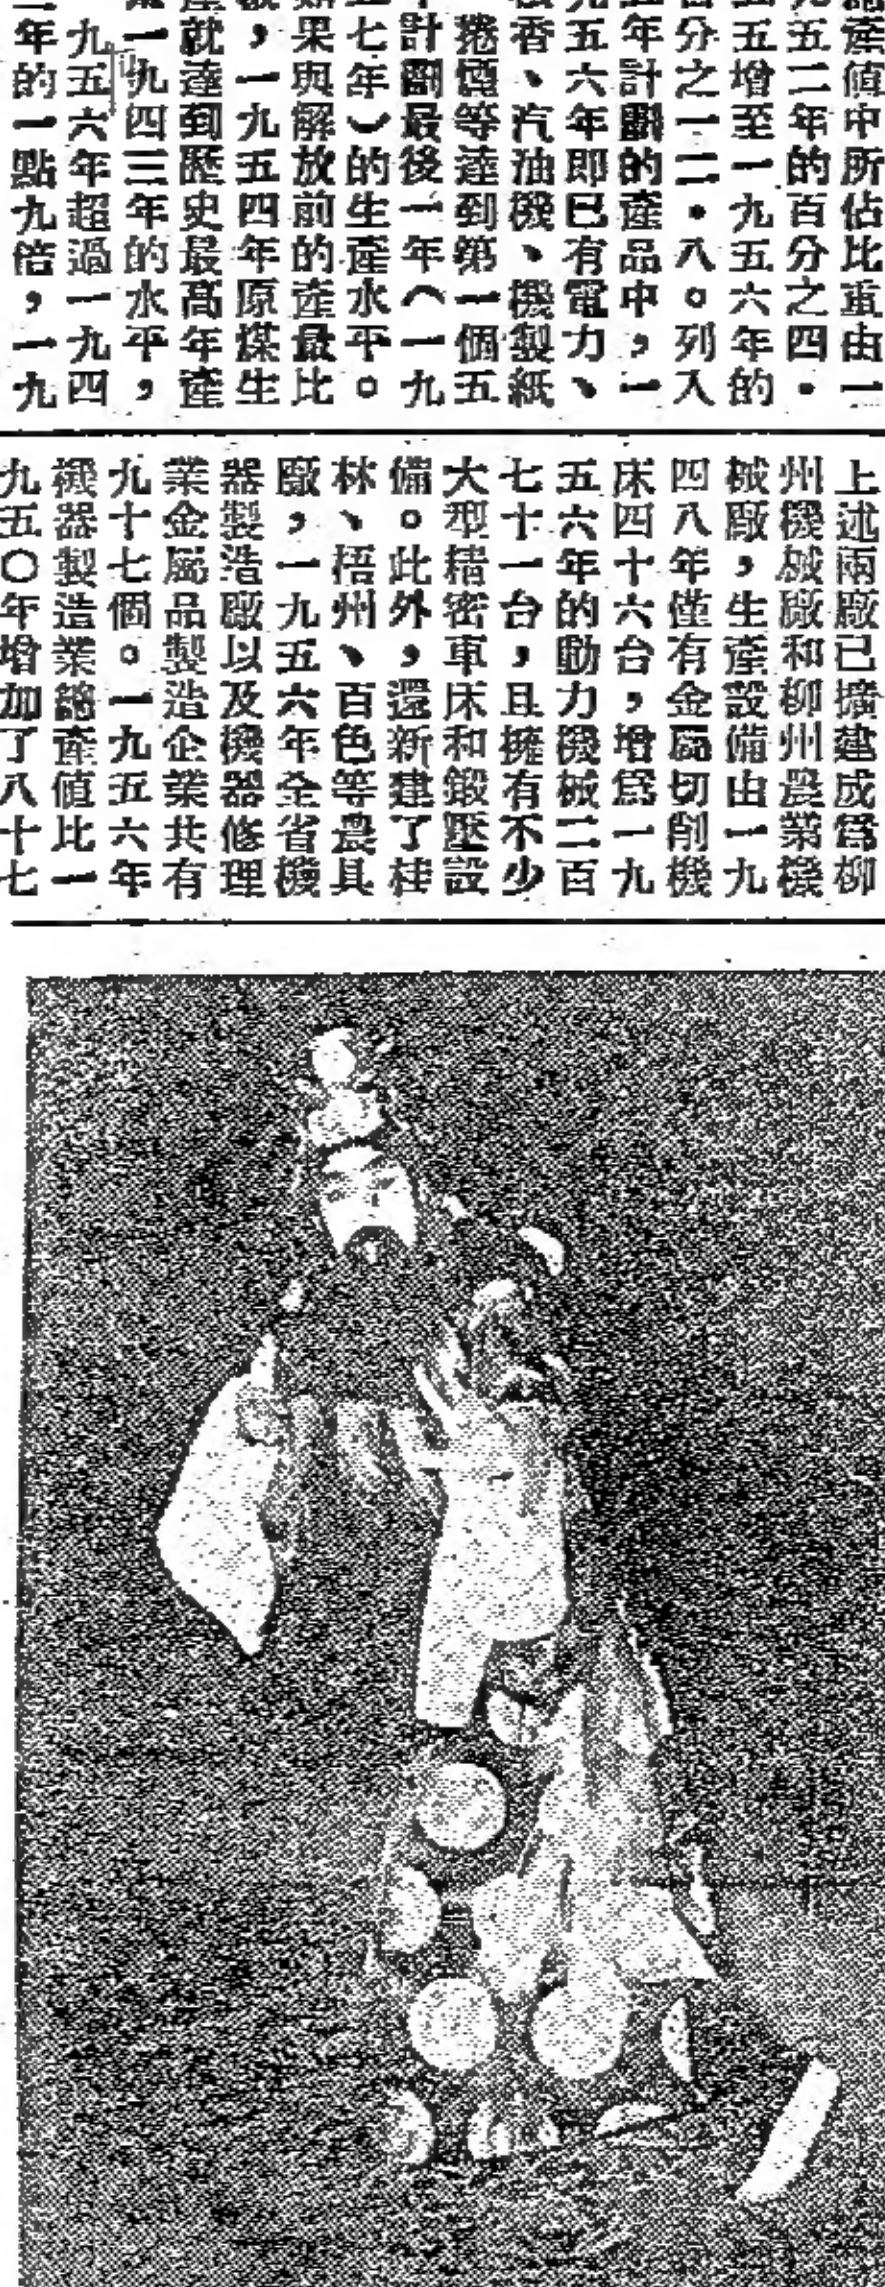 產值中所佔比重由一
五二年的百分之四·
五增至一九五六年的
分之一二·八。列入
年計劃的產品中，一
五六年即已有電力、
香、汽油機、機製紙
捲煙等達到第一個五
計劃最後一年（一九
七年）的生產水平。
果與解放前的產量比
，一九五四年原煤生
就達到歷史最高年產
一九四三年的水平，
九五六年超過一九四
年的一點九倍，一九
上述兩廠已擴建成爲柳
州機械廠和柳州農業機
械廠，生產設備由一九
四八年僅有金屬切削機
床四十六台，增爲一九
五六年的動力機械二百
七十一台，且擁有不少
大型精密車床和鍛壓設
備。此外，還新建了桂
林、梧州、百色等農具
廠，一九五六年全省機
器製造廠以及機器修理
業金屬品製造企業共有
九十七個。一九五六年
機器製造業總產值比一
九五〇年增加了八十七